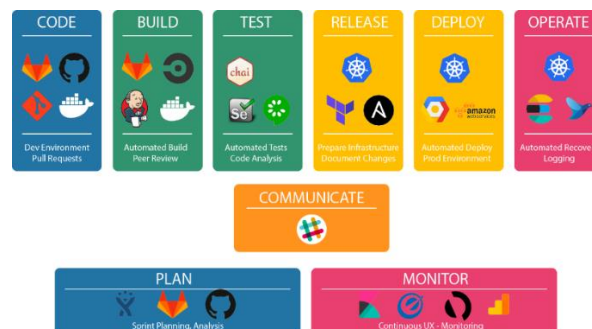 CODE
Dev Environment
Pull Requests
BUILD
Automated Build
Peer Review
TEST
chai
Se
Automated Tests
Code Analysis
RELEASE
A
Prepare Infrastructure
Document Changes
DEPLOY
amazon
Automated Deploy
Prod Environment
OPERATE
Automated Recove
Logging
COMMUNICATE
PLAN
Sprint Planning, Analysis
MONITOR
Continuous UX - Monitoring